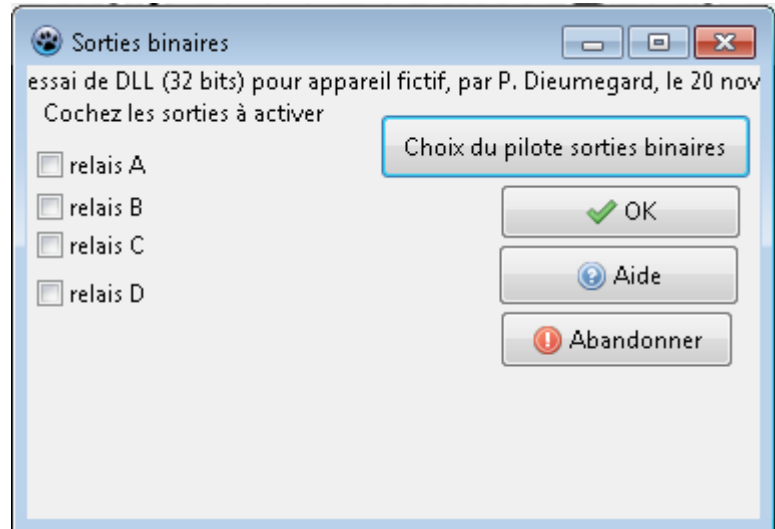 Sorties binaires
essai de DLL (32 bits) pour appareil fictif, par P. Dieumegard, le 20 nov
Cochez les sorties à activer
Choix du pilote sorties binaires
relais A
relais B
OK
relais C
Aide
relais D
Abandonner